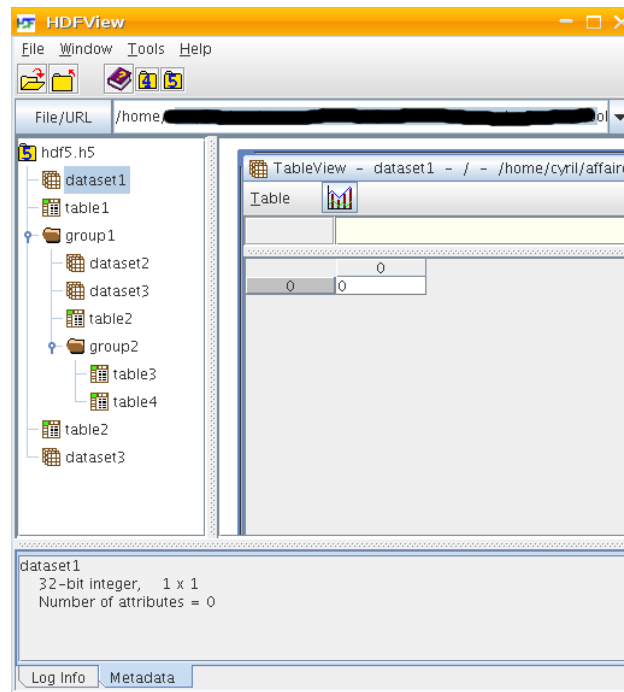 HDFView
File Window Tools Help
File/URL /home/ ol
hdf5.h5
dataset1
table1
group1
dataset2
dataset3
table2
group2
table3
table4
table2
dataset3
TableView - dataset1 - / - /home/cyril/affaire
Table
0
0 0
dataset1
32-bit integer, 1 x 1
Number of attributes = 0
Log Info Metadata